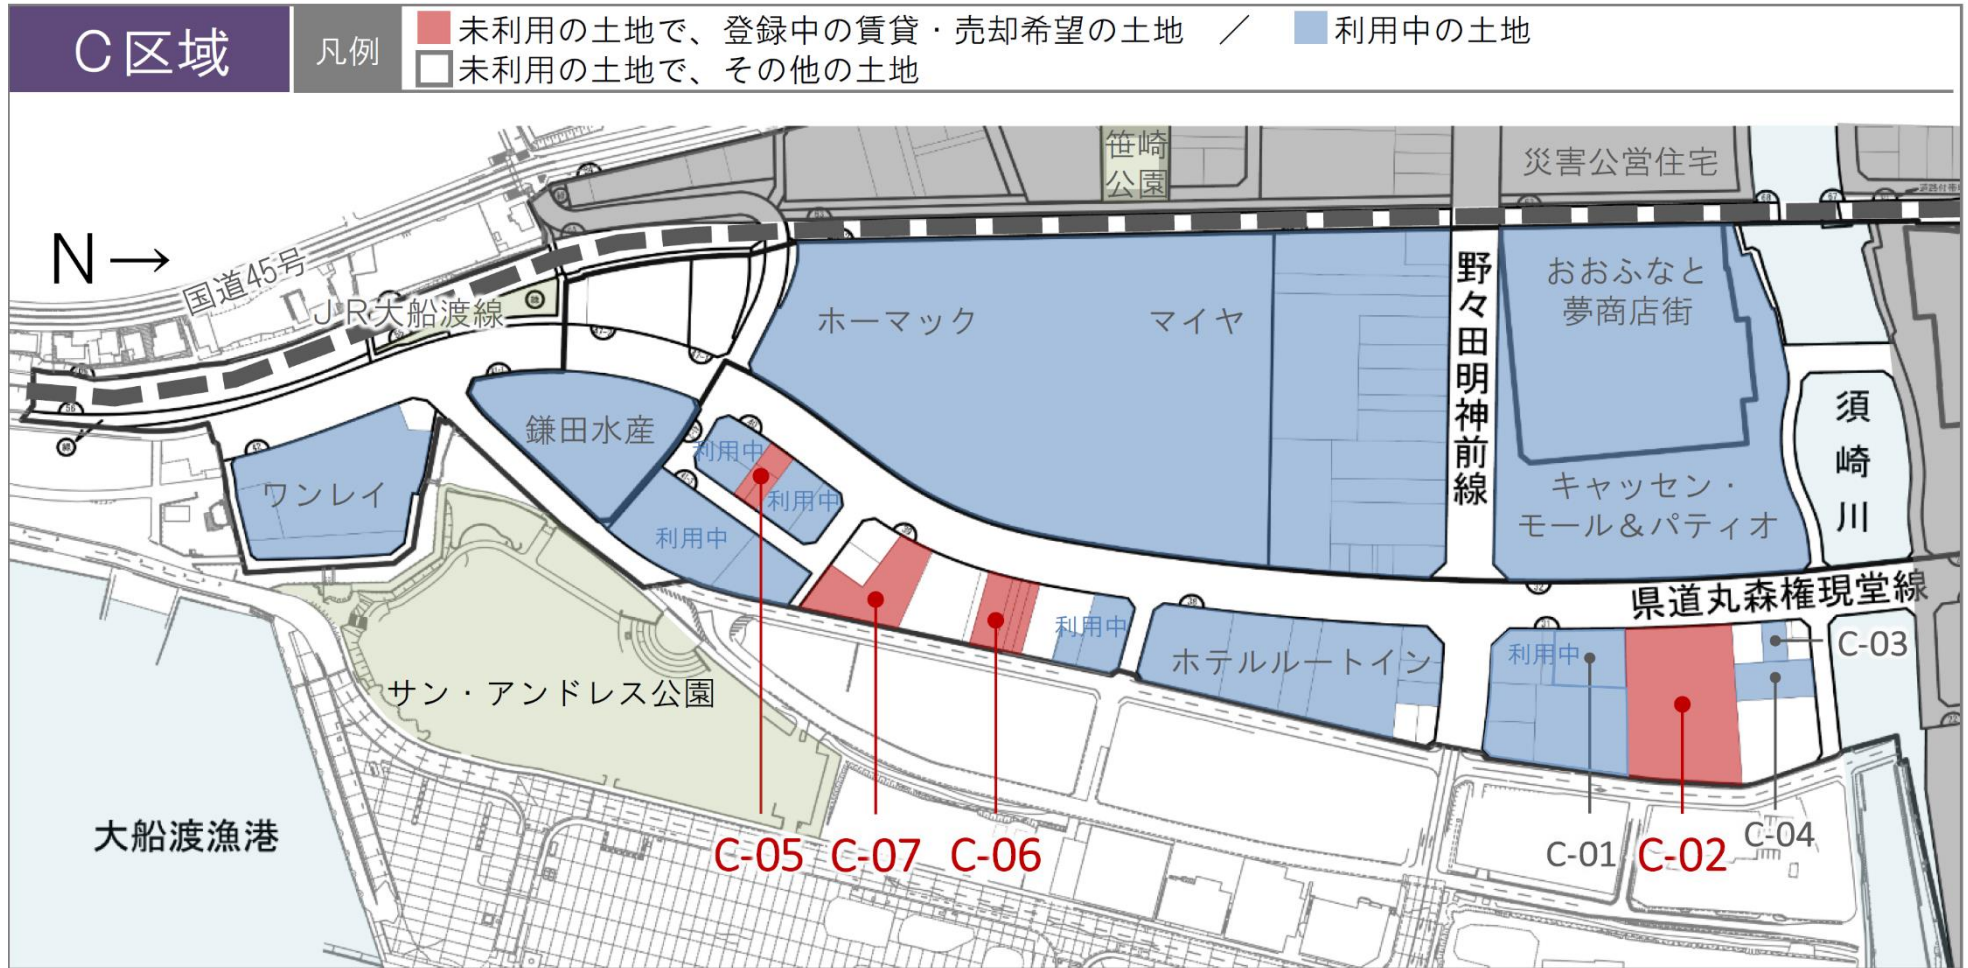 C区域
凡例
未利用の土地で、登録中の賃貸・売却希望の土地 ／ 利用中の土地
未利用の土地で、その他の土地
笹崎
公園
災害公営住宅
N→
国道45号
ＪＲ大船渡線
ホーマック
マイヤ
野々田明神前線
おおふなと
夢商店街
須崎川
鎌田水産
利用中
ワンレイ
利用中
キャッセン・
モール＆パティオ
利用中
県道丸森権現堂線
利用中
ホテルルートイン
利用中
C-03
サン・アンドレス公園
大船渡漁港
C-05
C-07
C-06
C-01
C-02
C-04